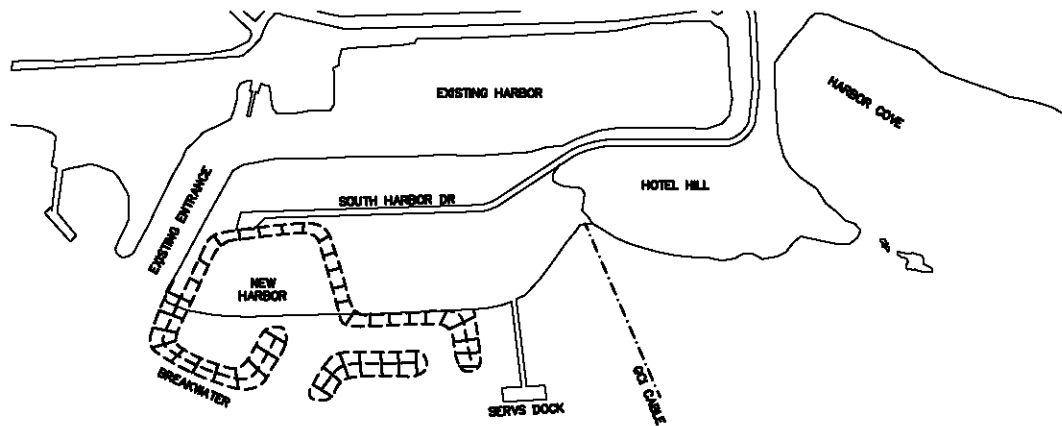 EXISTING HARBOR
HARBOR COVE
EXISTING ENTRANCE
HOTEL HILL
SOUTH HARBOR DR
NEW
HARBOR
BREAKWATER
SERVS DOCK
GCI CABLE